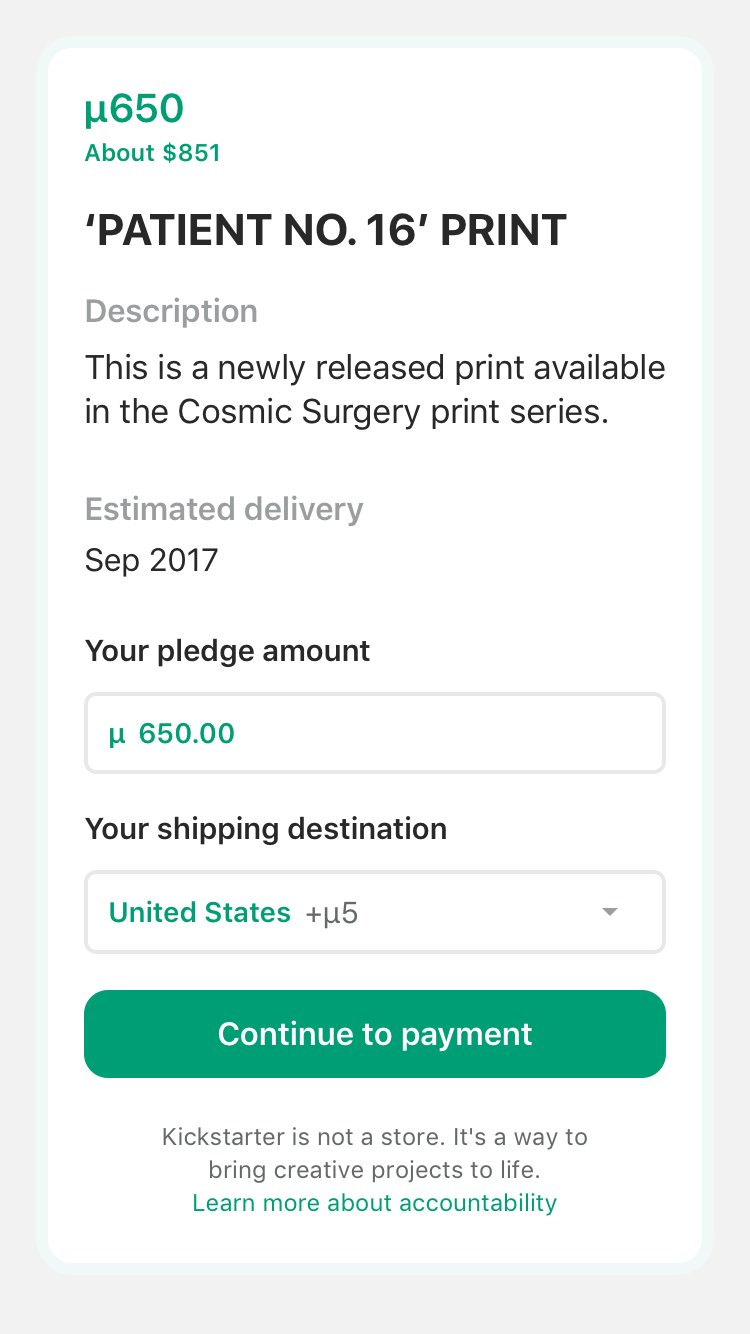 µ650
About $851
‘PATIENT NO. 16’ PRINT
Description
This is a newly released print available
in the Cosmic Surgery print series.
Estimated delivery
Sep 2017
Your pledge amount
µ 650.00
Your shipping destination
United States +µ5
Continue to payment
Kickstarter is not a store. It's a way to
bring creative projects to life.
Learn more about accountability